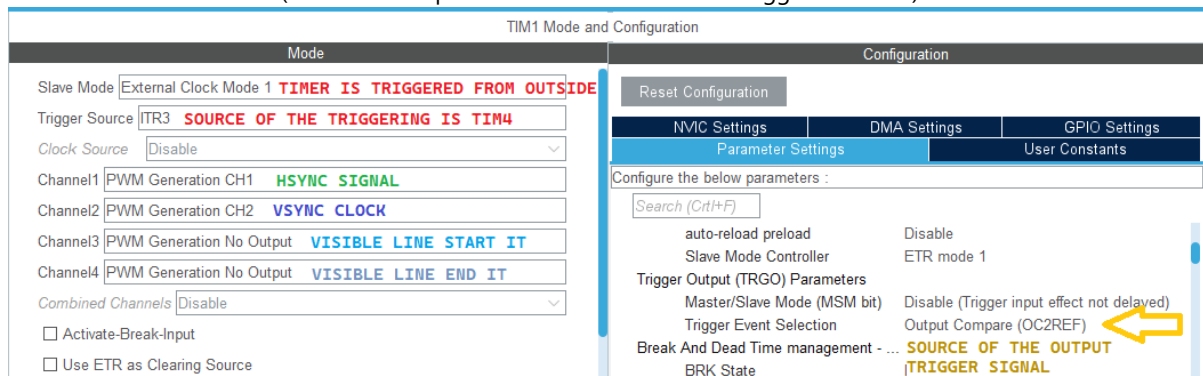 TIM1 Mode and Configuration
Mode
Slave Mode External Clock Mode 1 TIMER IS TRIGGERED FROM OUTSIDE
Trigger Source ITR3 SOURCE OF THE TRIGGERING IS TIM4
Clock Source Disable
Channel1 PWM Generation CH1 HSYNC SIGNAL
Channel2 PWM Generation CH2 VSYNC CLOCK
Channel3 PWM Generation No Output VISIBLE LINE START IT
Channel4 PWM Generation No Output VISIBLE LINE END IT
Combined Channels Disable
Activate-Break-Input
Use ETR as Clearing Source
Configuration
Reset Configuration
NVIC Settings DMA Settings GPIO Settings
Parameter Settings User Constants
Configure the below parameters :
Search (Crtl+F)
auto-reload preload Disable
Slave Mode Controller ETR mode 1
Trigger Output (TRGO) Parameters
Master/Slave Mode (MSM bit) Disable (Trigger input effect not delayed)
Trigger Event Selection Output Compare (OC2REF)
Break And Dead Time management - ... SOURCE OF THE OUTPUT
BRK State TRIGGER SIGNAL